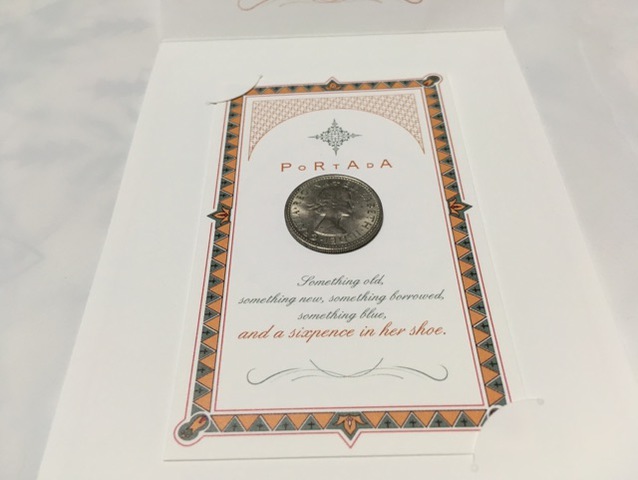 PORTADA
Something old,
something new, something borrowed,
something blue,
and a sixpence in her shoe.